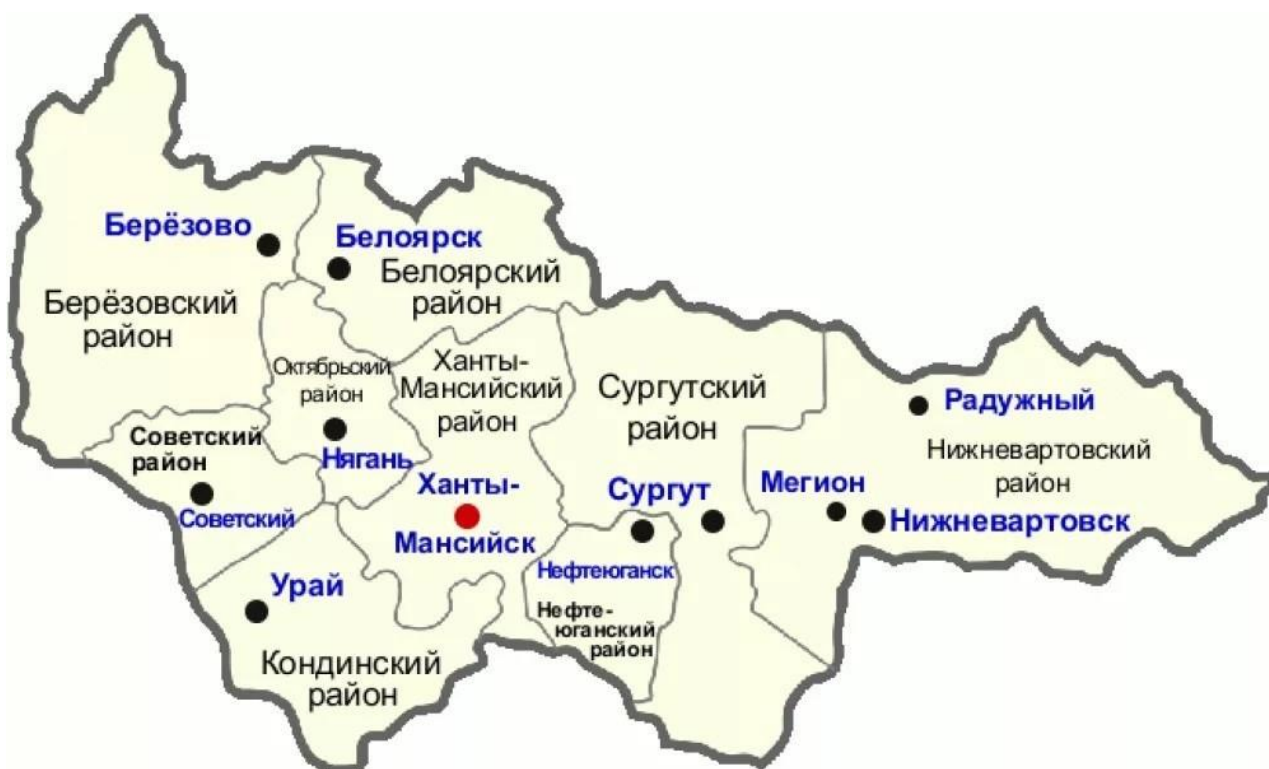 Берёзово
Белоярск
Белоярский
район
Берёзовский
район
Октябрьский
район
Ханты-
Мансийский
район
Сургутский
район
Радужный
Нижневартовский
район
Советский
район
Нягань
Советский
Ханты-
Мансийск
Сургут
Мегион
Нижневартовск
Нефтеюганск
Урай
Нефте-
юганский
район
Кондинский
район